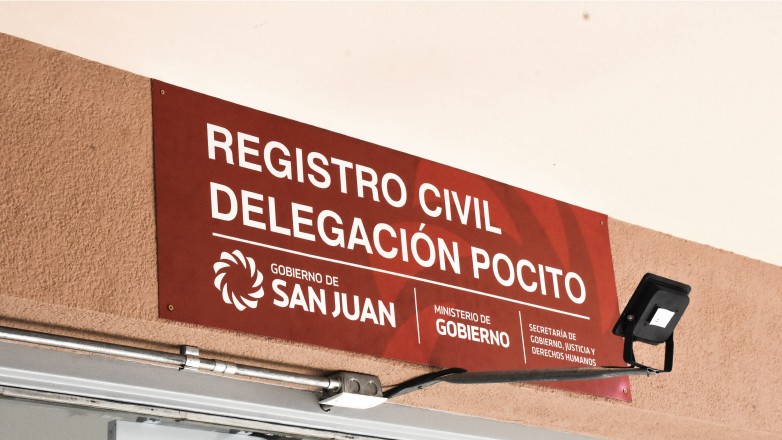 REGISTRO CIVIL
DELEGACIÓN POCITO
GOBIERNO DE
SAN JUAN
MINISTERIO DE
GOBIERNO
SECRETARÍA DE
GOBIERNO, JUSTICIA Y
DERECHOS HUMANOS